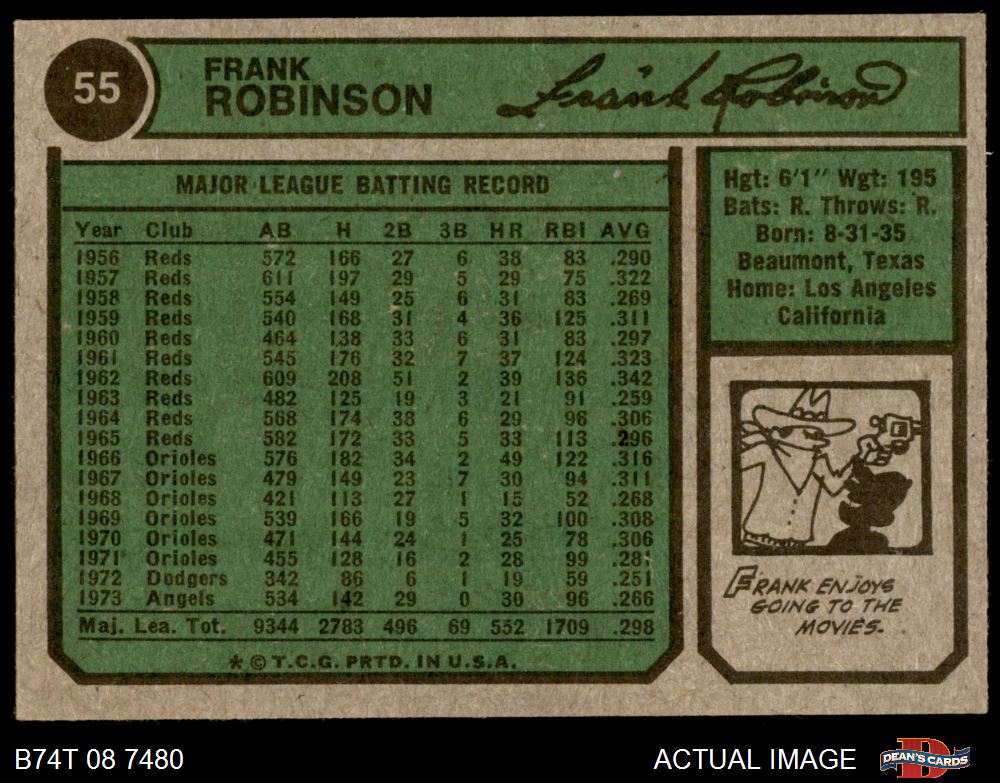 55
FRANK
ROBINSON
Frank Robinson
MAJOR LEAGUE BATTING RECORD
Year Club AB H 2B 3B HR RBI AVG
1956 Reds 572 166 27 6 38 83 .290
1957 Reds 611 197 29 5 29 75 .322
1958 Reds 554 149 25 6 31 83 .269
1959 Reds 540 168 31 4 36 125 .311
1960 Reds 464 138 33 6 31 83 .297
1961 Reds 545 176 32 7 37 124 .323
1962 Reds 609 208 51 2 39 136 .342
1963 Reds 482 125 19 3 21 91 .259
1964 Reds 568 174 38 6 29 96 .306
1965 Reds 582 172 33 5 33 113 .296
1966 Orioles 576 182 34 2 49 122 .316
1967 Orioles 479 149 23 7 30 94 .311
1968 Orioles 421 113 27 1 15 52 .268
1969 Orioles 539 166 19 5 32 100 .308
1970 Orioles 471 144 24 1 25 78 .306
1971 Orioles 455 128 16 2 28 99 .281
1972 Dodgers 342 86 6 1 19 59 .251
1973 Angels 534 142 29 0 30 96 .266
Maj. Lea. Tot. 9344 2783 496 69 552 1709 .298
* © T.C.G. PRTD. IN U.S.A.
Hgt: 6'1" Wgt: 195
Bats: R. Throws: R.
Born: 8-31-35
Beaumont, Texas
Home: Los Angeles
California
FRANK ENJOYS
GOING TO THE
MOVIES.
B74T 08 7480
ACTUAL IMAGE
DEAN'S CARDS